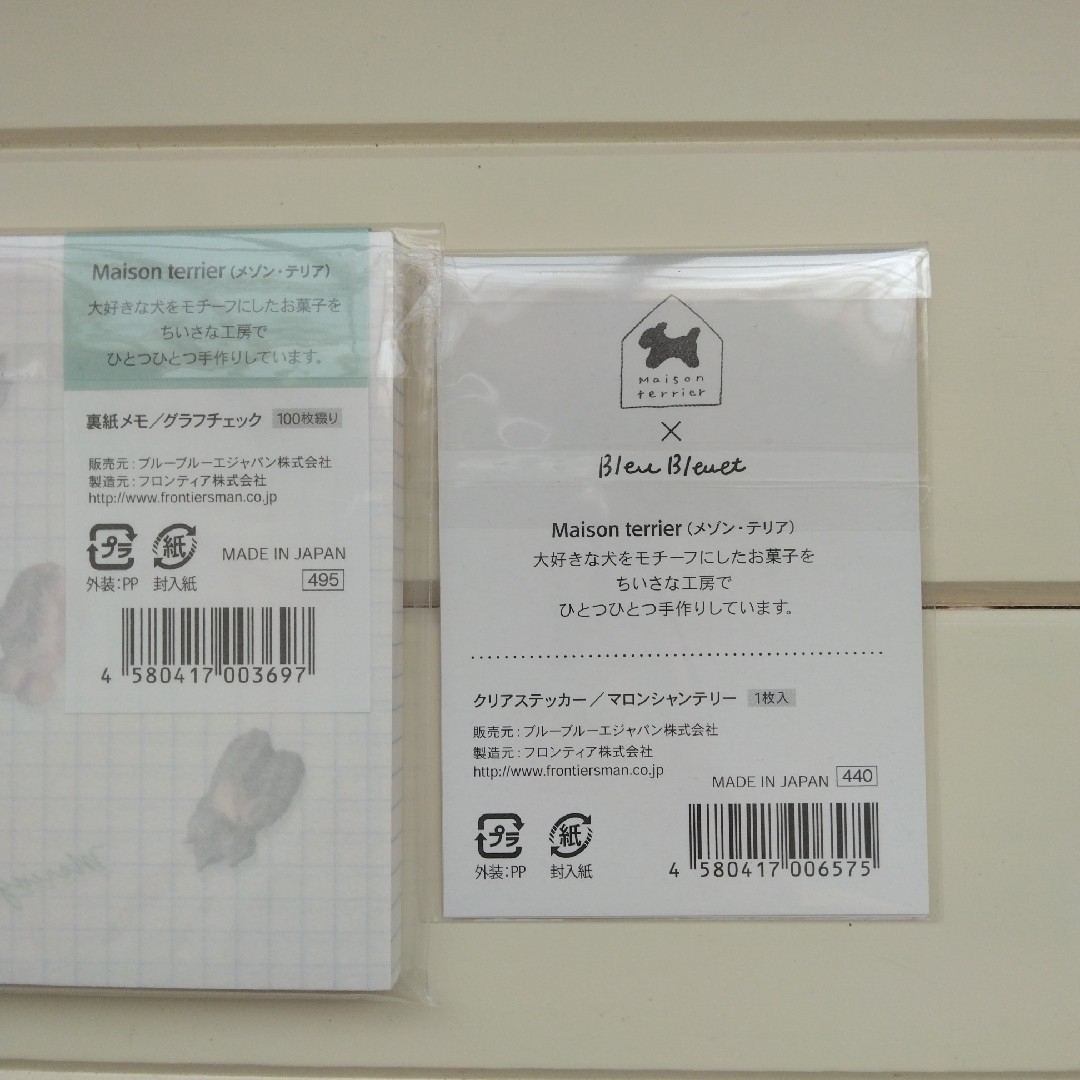 Maison terrier(メゾン・テリア)
大好きな犬をモチーフにしたお菓子を
ちいさな工房で
ひとつひとつ手作りしています。
裏紙メモ／グラフチェック 100枚綴り
販売元：ブルーブルーエジャパン株式会社
製造元：フロンティア株式会社
http://www.frontiersman.co.jp
プラ 紙 MADE IN JAPAN
外装：PP 封入紙 495
4 580417 003697
Maison
terrier
×
Bleu Bleuet
Maison terrier(メゾン・テリア)
大好きな犬をモチーフにしたお菓子を
ちいさな工房で
ひとつひとつ手作りしています。
クリアステッカー／マロンシャンテリー 1枚入
販売元：ブルーブルーエジャパン株式会社
製造元：フロンティア株式会社
http://www.frontiersman.co.jp
MADE IN JAPAN 440
プラ 紙
外装：PP 封入紙
4 580417 006575